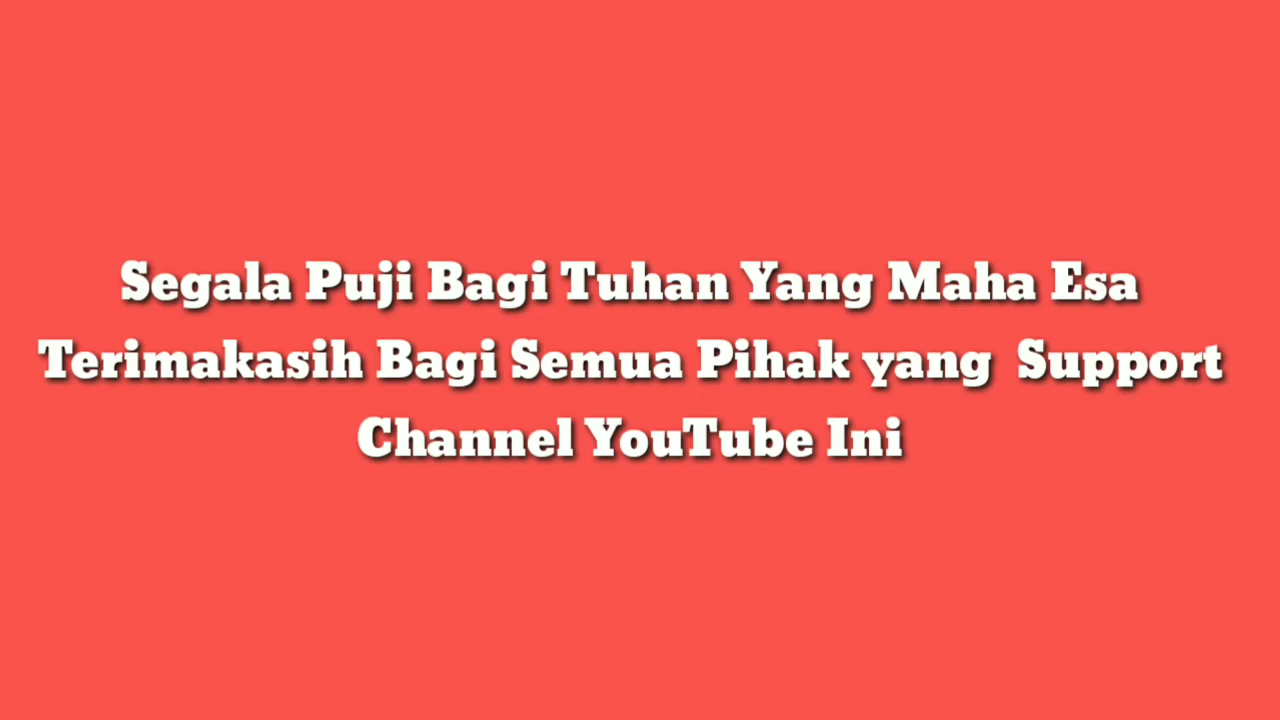 Segala Puji Bagi Tuhan Yang Maha Esa
Terimakasih Bagi Semua Pihak yang  Support
Channel YouTube Ini